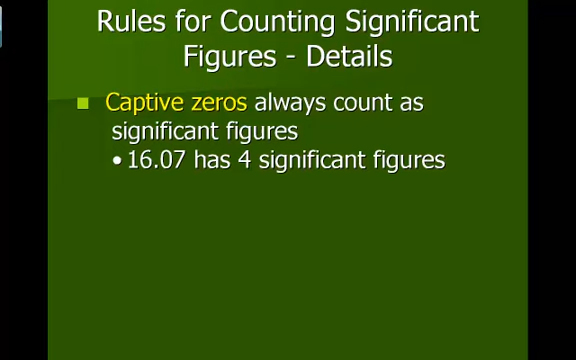 Rules for Counting Significant
Figures - Details
Captive zeros always count as
significant figures
• 16.07 has 4 significant figures